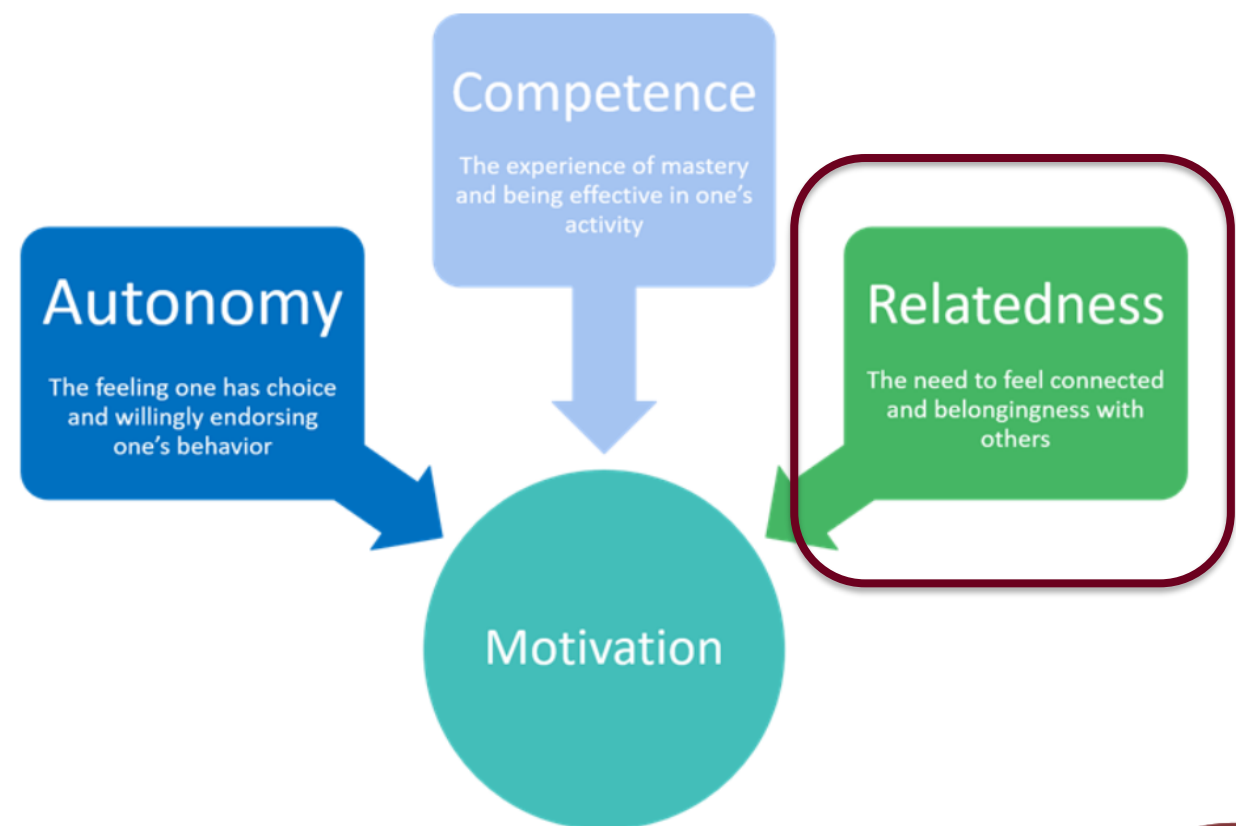 Competence
The experience of mastery
and being effective in one's
activity
Autonomy
The feeling one has choice
and willingly endorsing
one's behavior
Relatedness
The need to feel connected
and belongingness with
others
Motivation